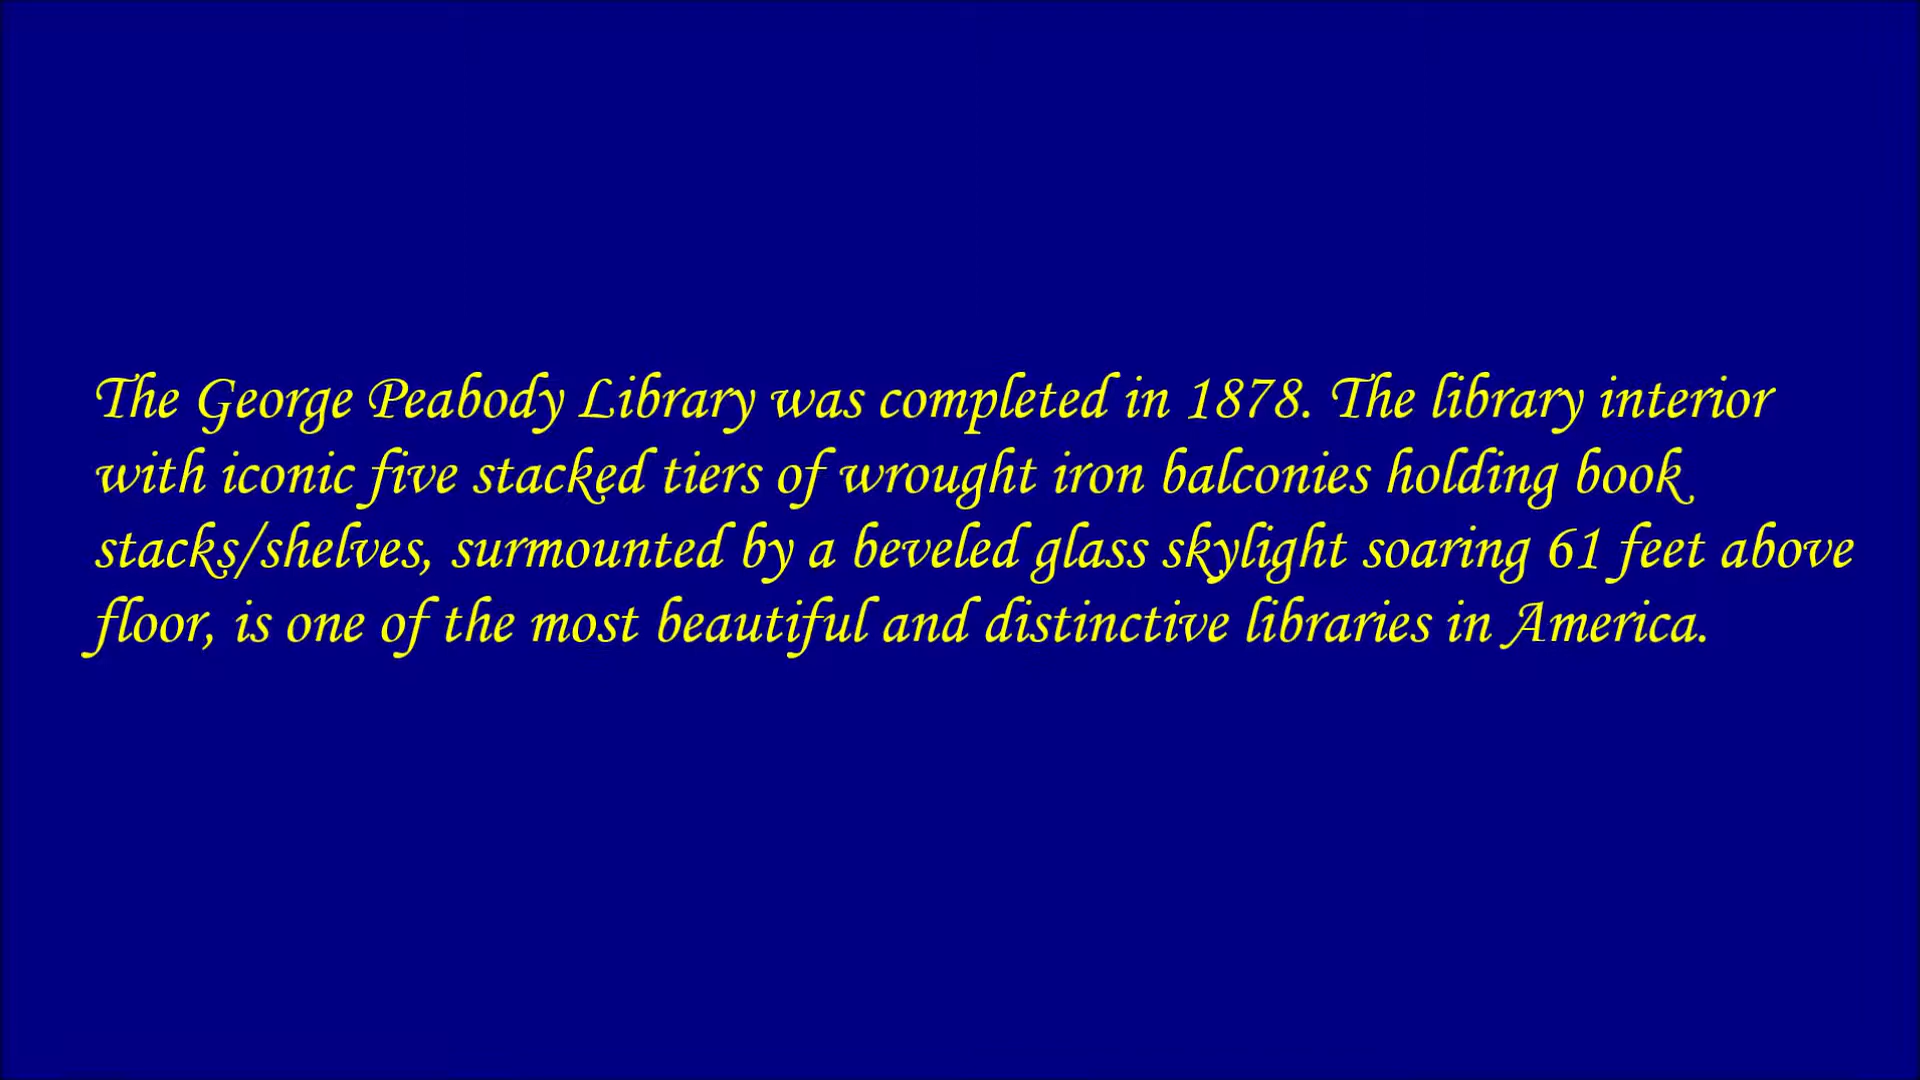 The George Peabody Library was completed in 1878. The library interior
with iconic five stacked tiers of wrought iron balconies holding book
stacks/shelves, surmounted by a beveled glass skylight soaring 61 feet above
floor, is one of the most beautiful and distinctive libraries in America.